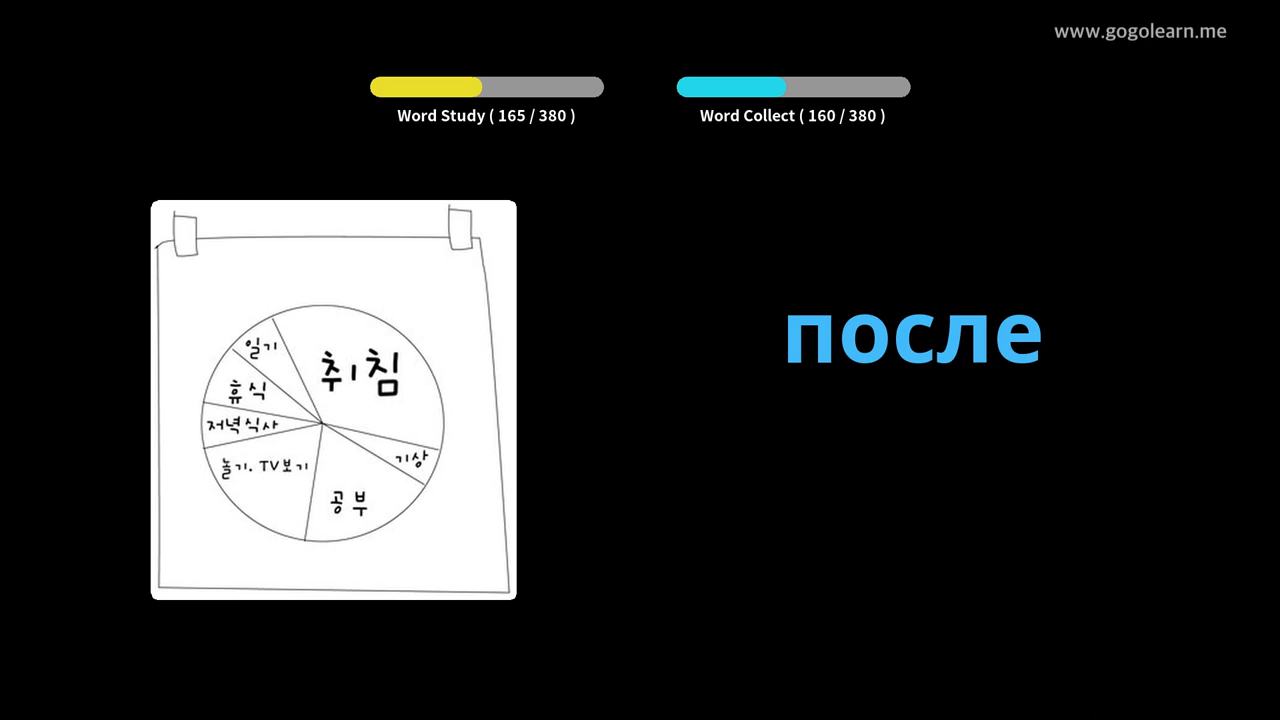 www.gogolearn.me
Word Study ( 165 / 380 )
Word Collect ( 160 / 380 )
일기
취침
휴식
저녁식사
놀기. TV보기
기상
공부
после